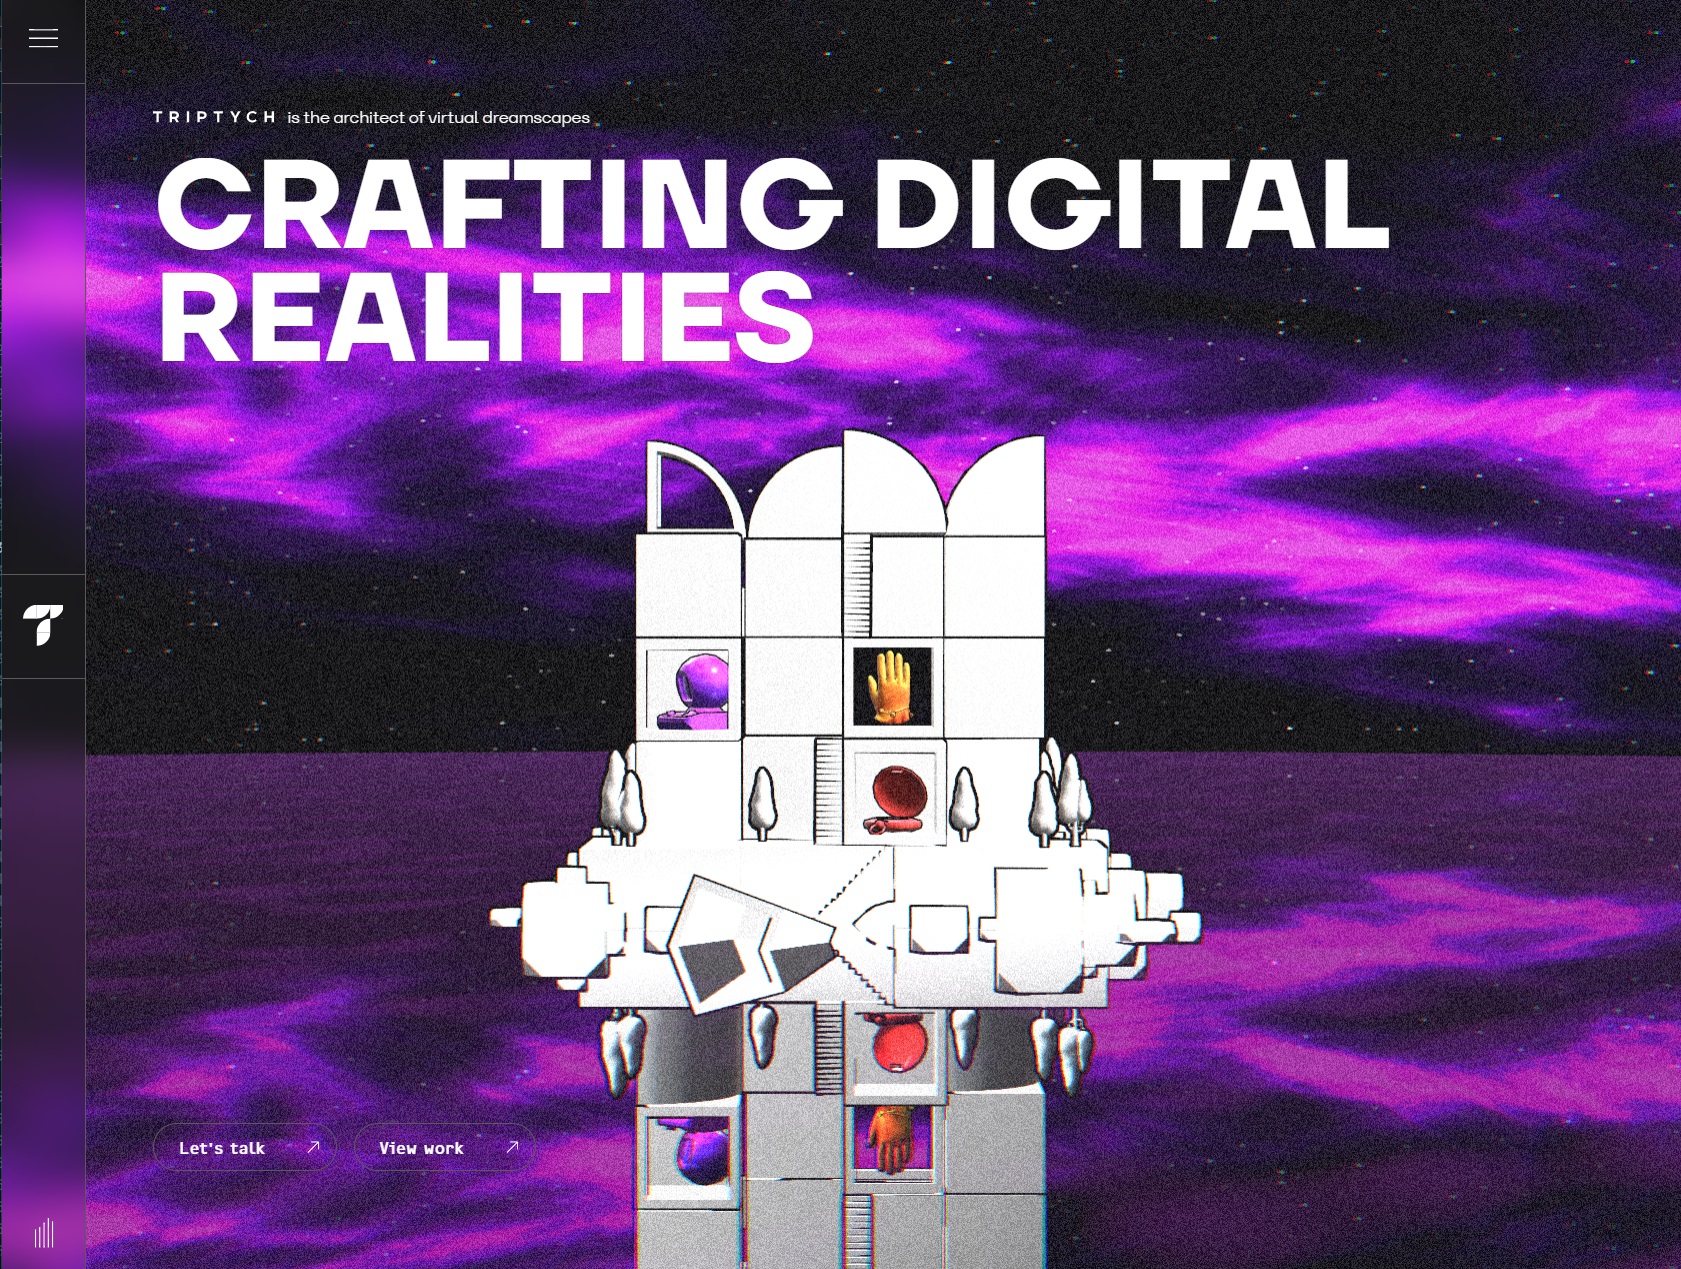 TRIPTYCH is the architect of virtual dreamscapes
CRAFTING DIGITAL
REALITIES
Let's talk
View work